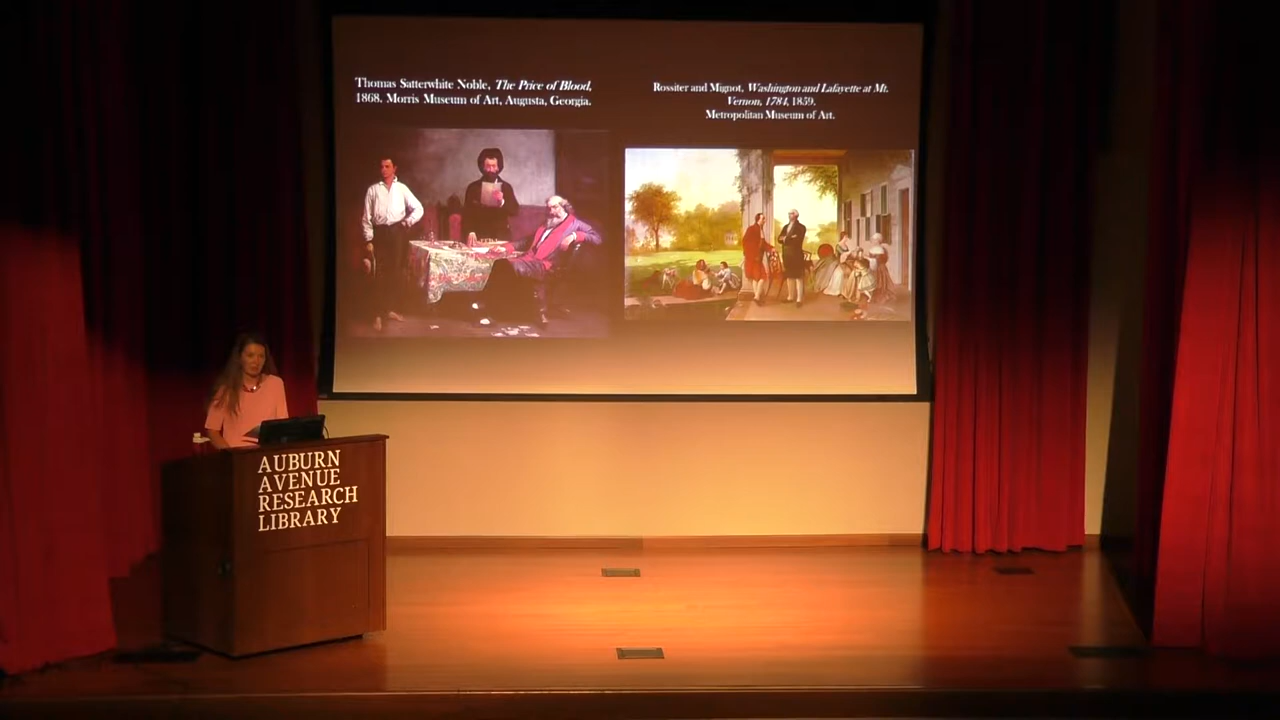 Thomas Satterwhite Noble, The Price of Blood,
1868. Morris Museum of Art, Augusta, Georgia.
Rossiter and Mignot, Washington and Lafayette at Mt.
Vernon, 1784, 1859.
Metropolitan Museum of Art.
AUBURN
AVENUE
RESEARCH
LIBRARY